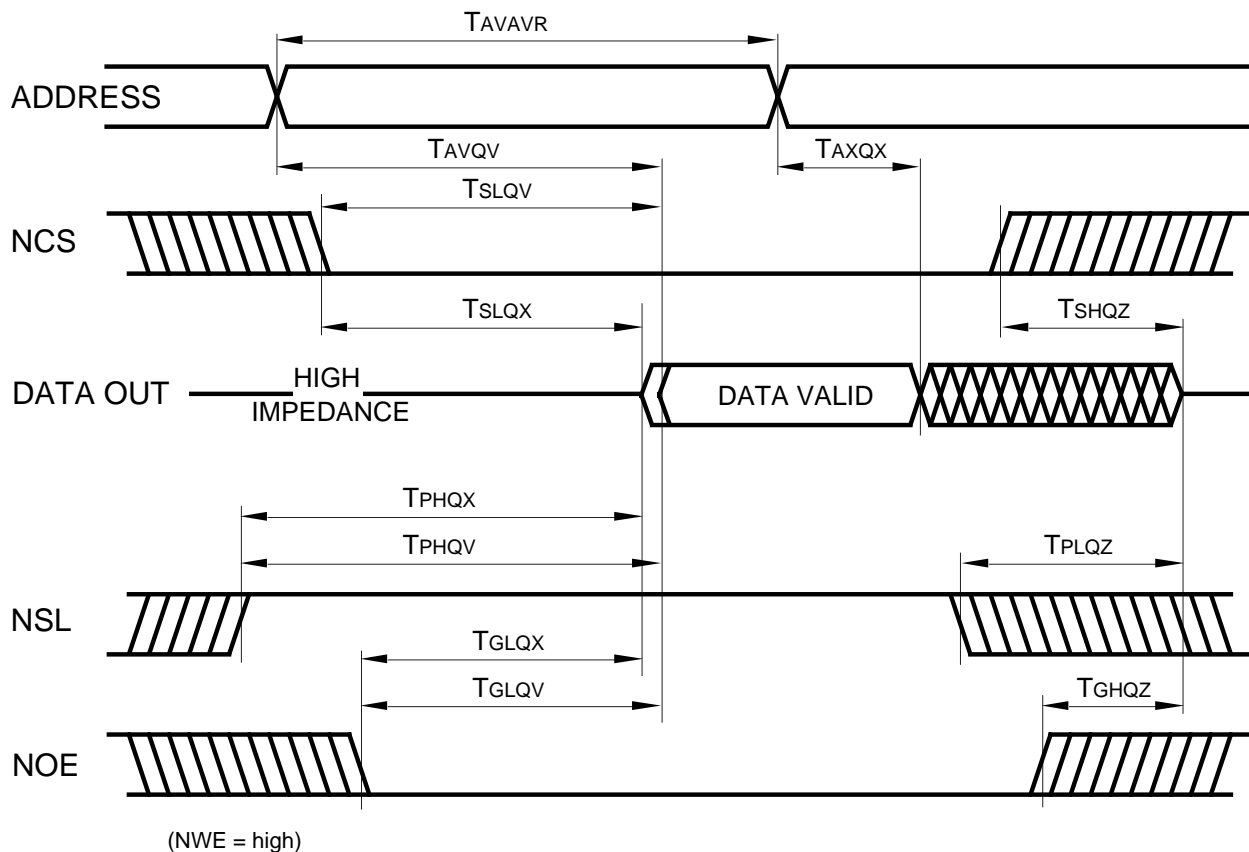 TAVAVR
ADDRESS
TAVQV
TAXQX
TSLQV
NCS
TSLQX
TSHQZ
DATA OUT
HIGH
IMPEDANCE
DATA VALID
TPHQX
TPHQV
TPLQZ
NSL
TGLQX
TGLQV
TGHQZ
NOE
(NWE = high)